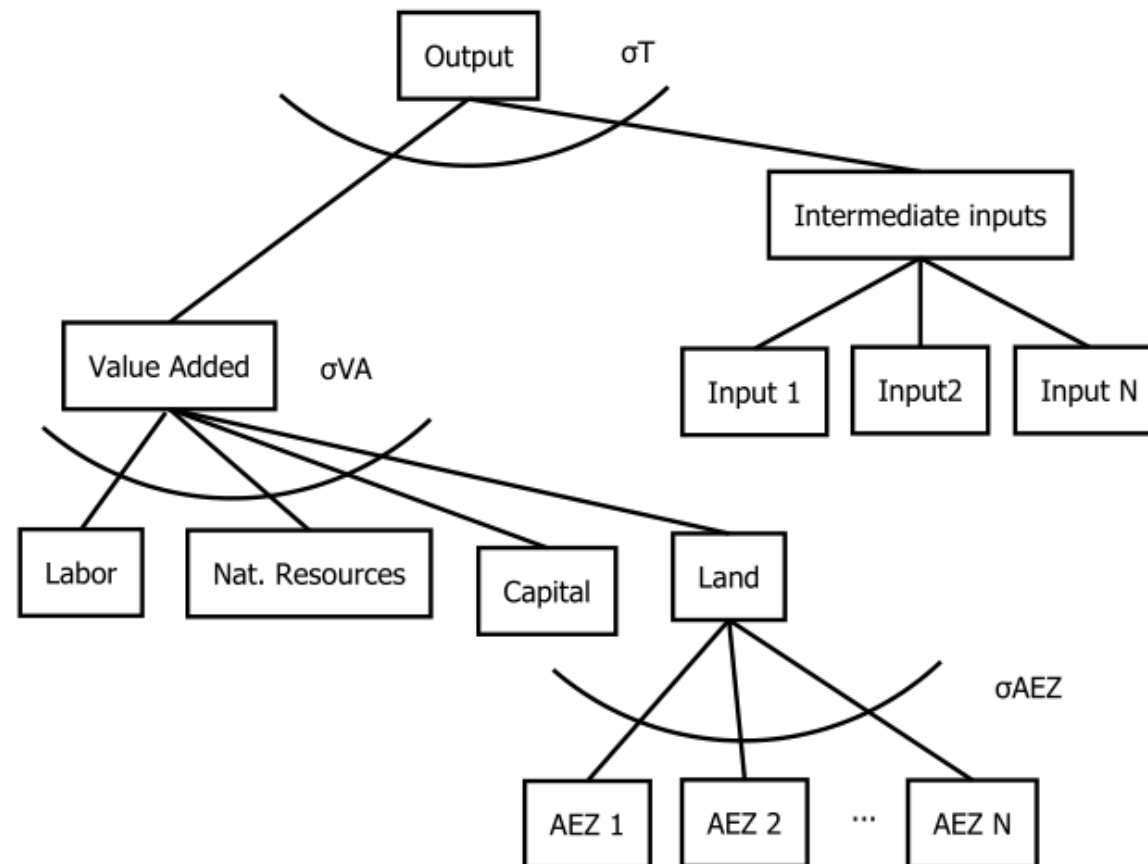 Output
σT
Intermediate inputs
Value Added
σVA
Input 1
Input2
Input N
Labor
Nat. Resources
Capital
Land
σAEZ
AEZ 1
AEZ 2
...
AEZ N